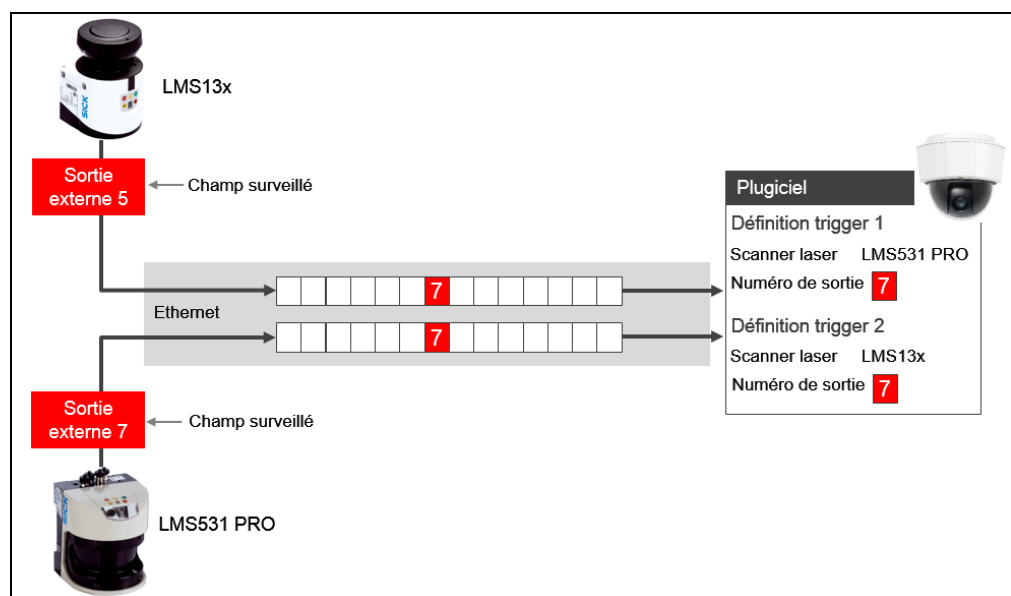 LMS13x
SICK
Sortie
externe 5
Champ surveillé
Ethernet
7
7
Plugiciel
Définition trigger 1
Scanner laser LMS531 PRO
Numéro de sortie 7
Définition trigger 2
Scanner laser LMS13x
Numéro de sortie 7
Sortie
externe 7
Champ surveillé
SICK
LMS531 PRO